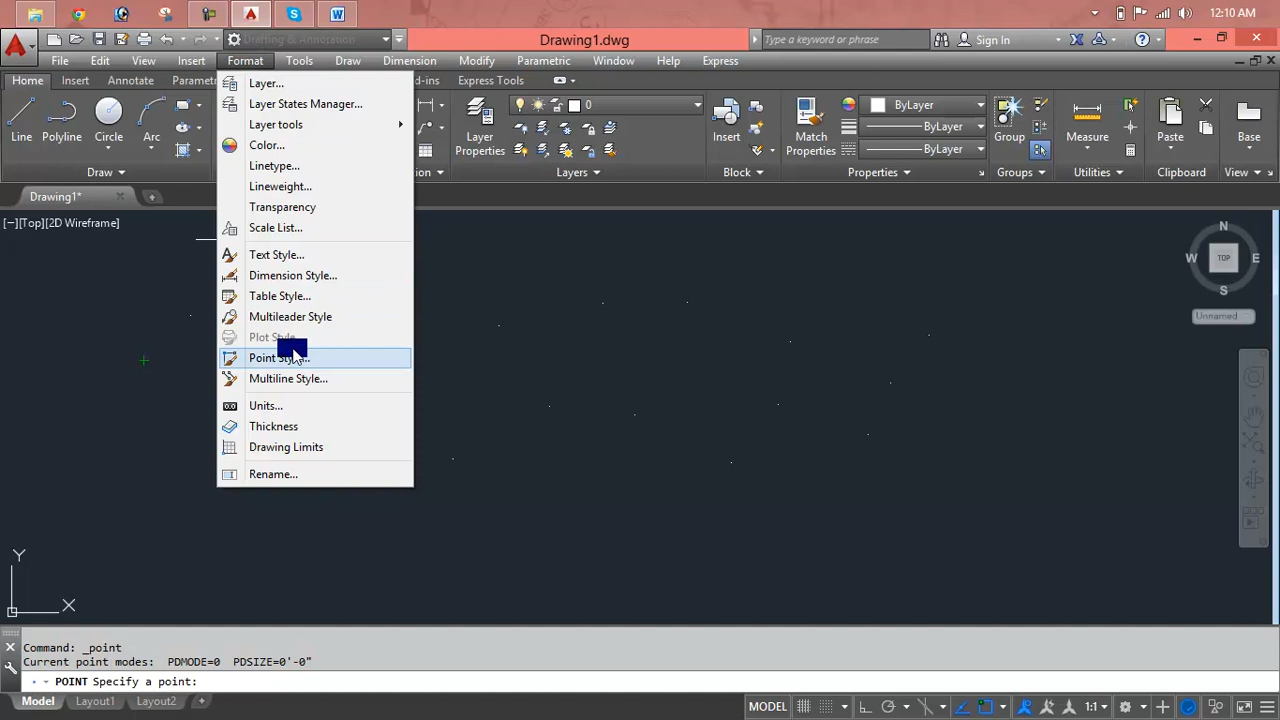 12:10 AM
Drafting & Annotation
Drawing1.dwg
Type a keyword or phrase
Sign In
File Edit View Insert Format Tools Draw Dimension Modify Parametric Window Help Express
Home Insert Annotate Paramet d-ins Express Tools
Line Polyline Circle Arc
Layer Properties
0
Insert
Match Properties
ByLayer
ByLayer
ByLayer
Group
Measure
Paste
Base
Draw Layers Block Properties Groups Utilities Clipboard View
Drawing1*
[−][Top][2D Wireframe]
Layer...
Layer States Manager...
Layer tools
Color...
Linetype...
Lineweight...
Transparency
Scale List...
Text Style...
Dimension Style...
Table Style...
Multileader Style
Plot Style...
Point Style...
Multiline Style...
Units...
Thickness
Drawing Limits
Rename...
N
W TOP E
S
Unnamed
Y
X
Command: _point
Current point modes: PDMODE=0 PDSIZE=0'-0"
POINT Specify a point:
Model Layout1 Layout2
MODEL
1:1